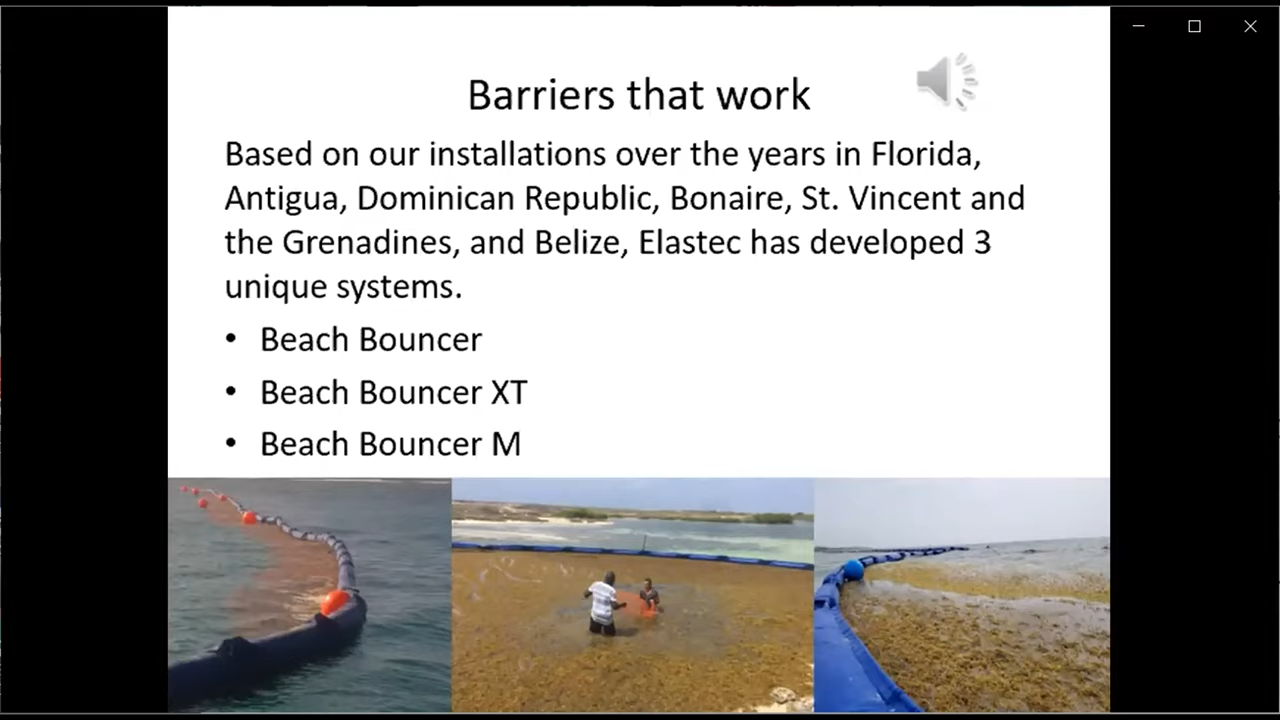 Barriers that work
Based on our installations over the years in Florida,
Antigua, Dominican Republic, Bonaire, St. Vincent and
the Grenadines, and Belize, Elastec has developed 3
unique systems.
• Beach Bouncer
• Beach Bouncer XT
• Beach Bouncer M